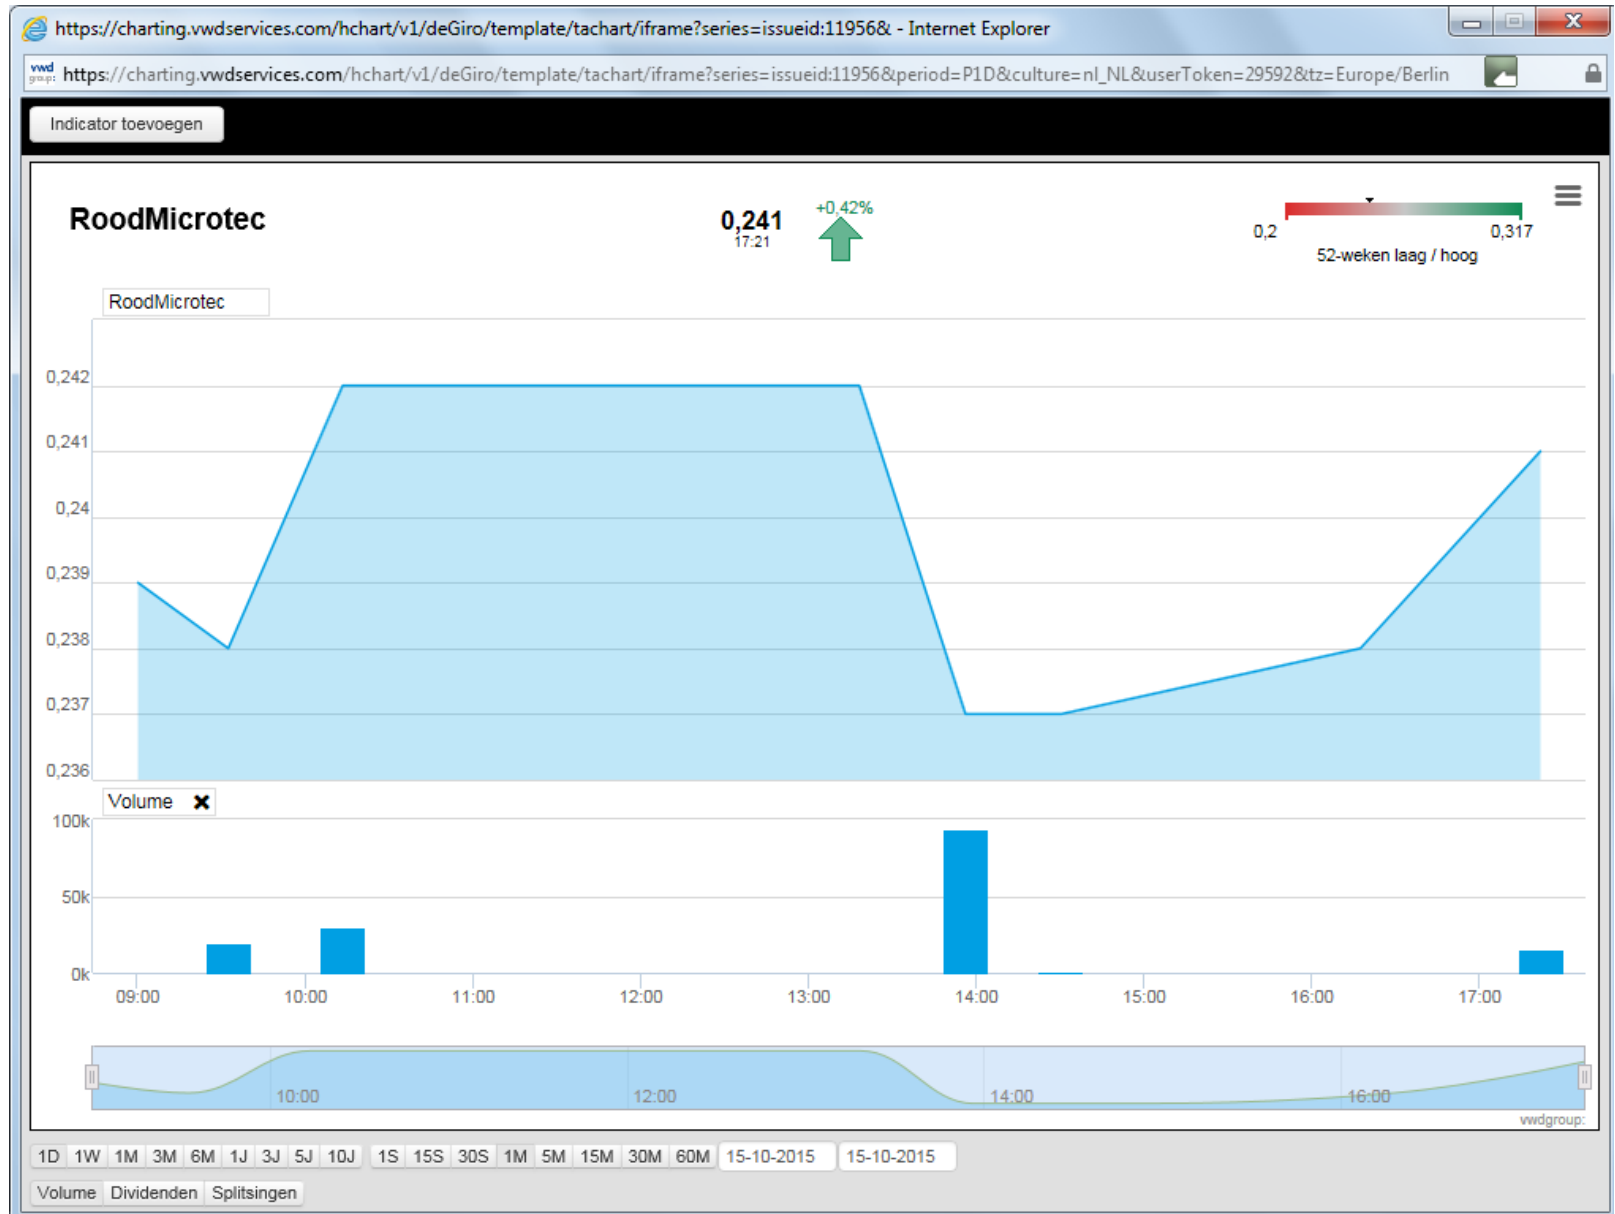 https://charting.vwdservices.com/hchart/v1/deGiro/template/tachart/iframe?series=issueid:11956& - Internet Explorer
vwd group: https://charting.vwdservices.com/hchart/v1/deGiro/template/tachart/iframe?series=issueid:11956&period=P1D&culture=nl_NL&userToken=29592&tz=Europe/Berlin
Indicator toevoegen
RoodMicrotec
0,241
17:21
+0,42%
0,2
0,317
52-weken laag / hoog
RoodMicrotec
0,242
0,241
0,24
0,239
0,238
0,237
0,236
Volume
100k
50k
0k
09:00 10:00 11:00 12:00 13:00 14:00 15:00 16:00 17:00
10:00 12:00 14:00 16:00
vwdgroup:
1D 1W 1M 3M 6M 1J 3J 5J 10J 1S 15S 30S 1M 5M 15M 30M 60M 15-10-2015 15-10-2015
Volume Dividenden Splitsingen